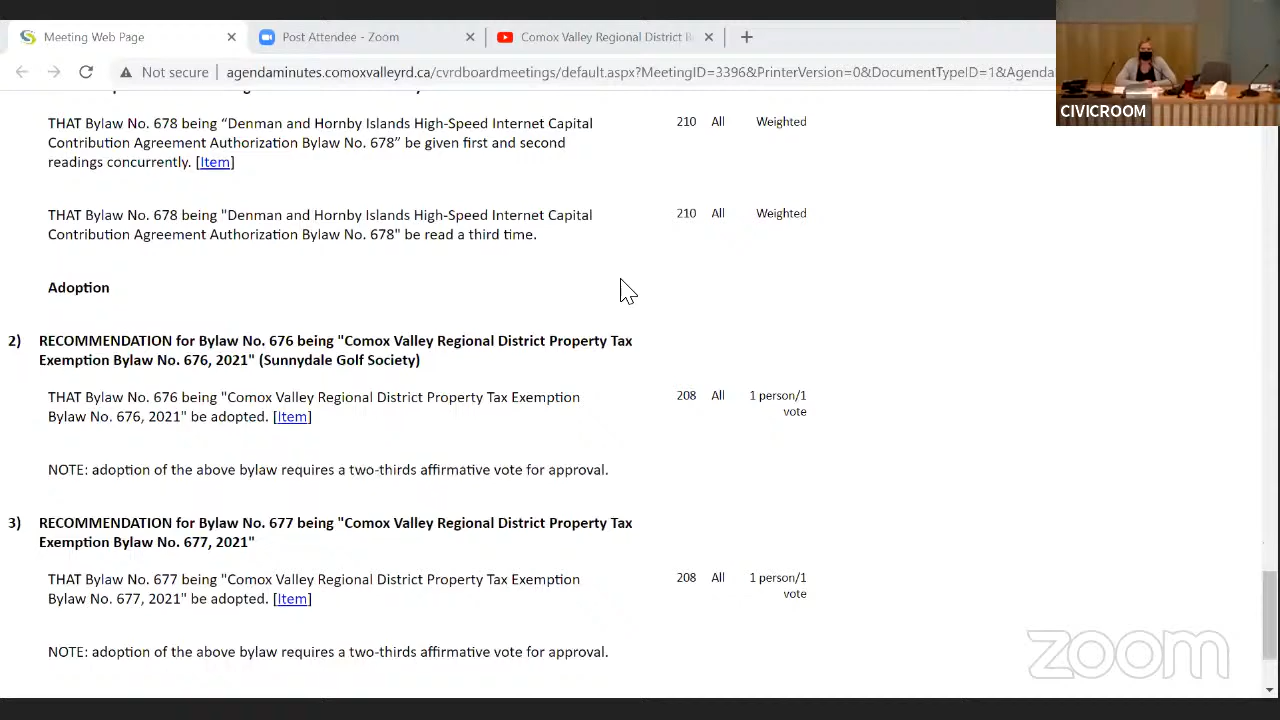 Meeting Web Page
Post Attendee - Zoom
Comox Valley Regional District B
Not secure
agendaminutes.comoxvalleyrd.ca/cvrdboardmeetings/default.aspx?MeetingID=3396&PrinterVersion=0&DocumentTypeID=1&Agenda
CIVICROOM
THAT Bylaw No. 678 being “Denman and Hornby Islands High-Speed Internet Capital 210 All Weighted
Contribution Agreement Authorization Bylaw No. 678” be given first and second
readings concurrently. [Item]
THAT Bylaw No. 678 being "Denman and Hornby Islands High-Speed Internet Capital 210 All Weighted
Contribution Agreement Authorization Bylaw No. 678" be read a third time.
Adoption
2) RECOMMENDATION for Bylaw No. 676 being "Comox Valley Regional District Property Tax
Exemption Bylaw No. 676, 2021" (Sunnydale Golf Society)
THAT Bylaw No. 676 being "Comox Valley Regional District Property Tax Exemption 208 All 1 person/1
Bylaw No. 676, 2021" be adopted. [Item] vote
NOTE: adoption of the above bylaw requires a two-thirds affirmative vote for approval.
3) RECOMMENDATION for Bylaw No. 677 being "Comox Valley Regional District Property Tax
Exemption Bylaw No. 677, 2021"
THAT Bylaw No. 677 being "Comox Valley Regional District Property Tax Exemption 208 All 1 person/1
Bylaw No. 677, 2021" be adopted. [Item] vote
NOTE: adoption of the above bylaw requires a two-thirds affirmative vote for approval.
zoom